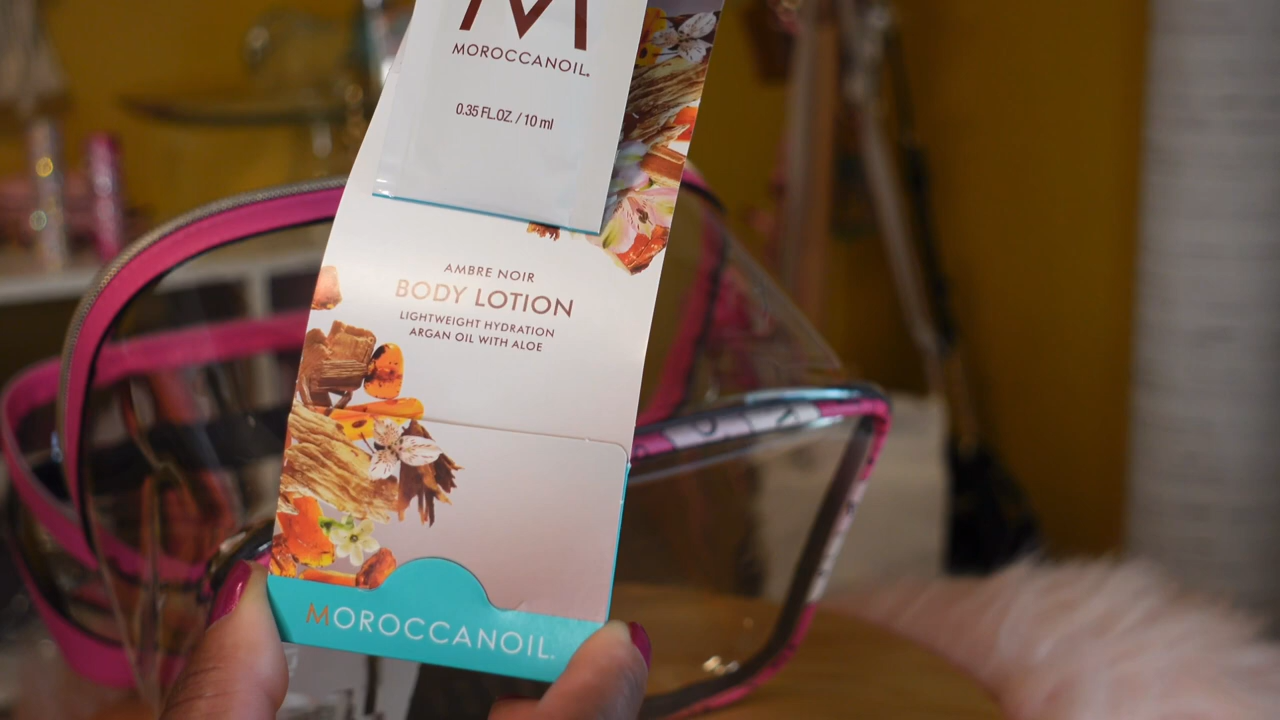 M
MOROCCANOIL.
0.35 FL.OZ. / 10 ml
AMBRE NOIR
BODY LOTION
LIGHTWEIGHT HYDRATION
ARGAN OIL WITH ALOE
MOROCCANOIL.